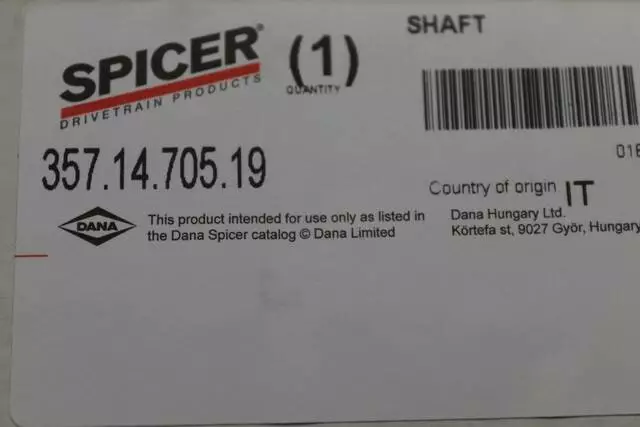 SPICER®
DRIVETRAIN PRODUCTS
(1)
QUANTITY
SHAFT
016
357.14.705.19
Country of origin IT
DANA
This product intended for use only as listed in
the Dana Spicer catalog © Dana Limited
Dana Hungary Ltd.
Körtefa st, 9027 Győr, Hungary